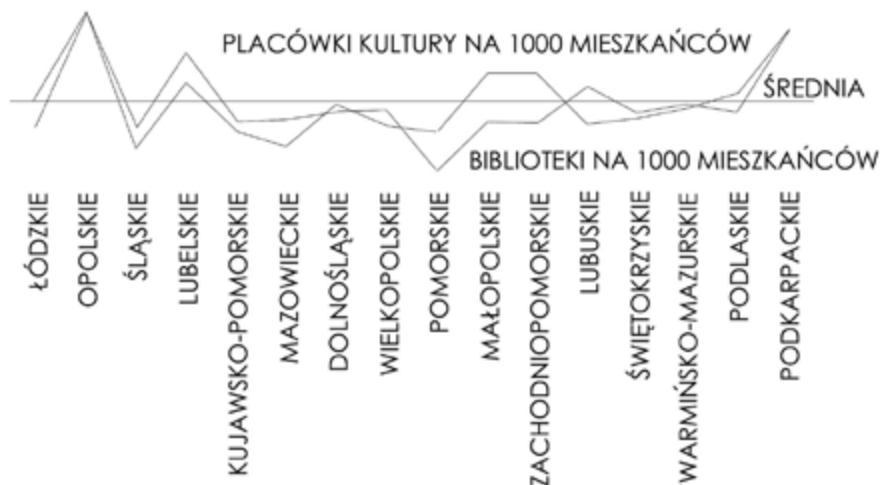 PLACÓWKI KULTURY NA 1000 MIESZKAŃCÓW
ŚREDNIA
BIBLIOTEKI NA 1000 MIESZKAŃCÓW
ŁÓDZKIE
OPOLSKIE
ŚLĄSKIE
LUBELSKIE
KUJAWSKO-POMORSKIE
MAZOWIECKIE
DOLNOŚLĄSKIE
WIELKOPOLSKIE
POMORSKIE
MAŁOPOLSKIE
ZACHODNIOPOMORSKIE
LUBUSKIE
ŚWIĘTOKRZYSKIE
WARMIŃSKO-MAZURSKIE
PODLASKIE
PODKARPACKIE